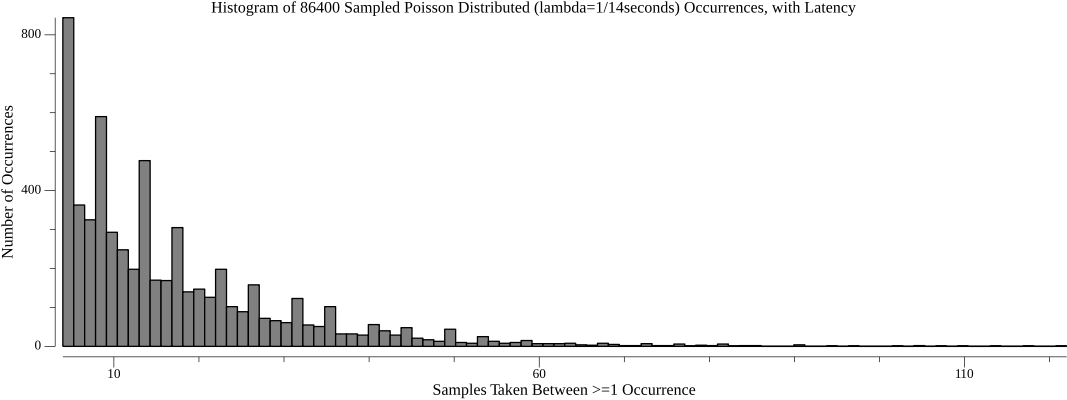 Histogram of 86400 Sampled Poisson Distributed (lambda=1/14seconds) Occurrences, with Latency
Number of Occurrences
800
400
0
10
60
110
Samples Taken Between >=1 Occurrence